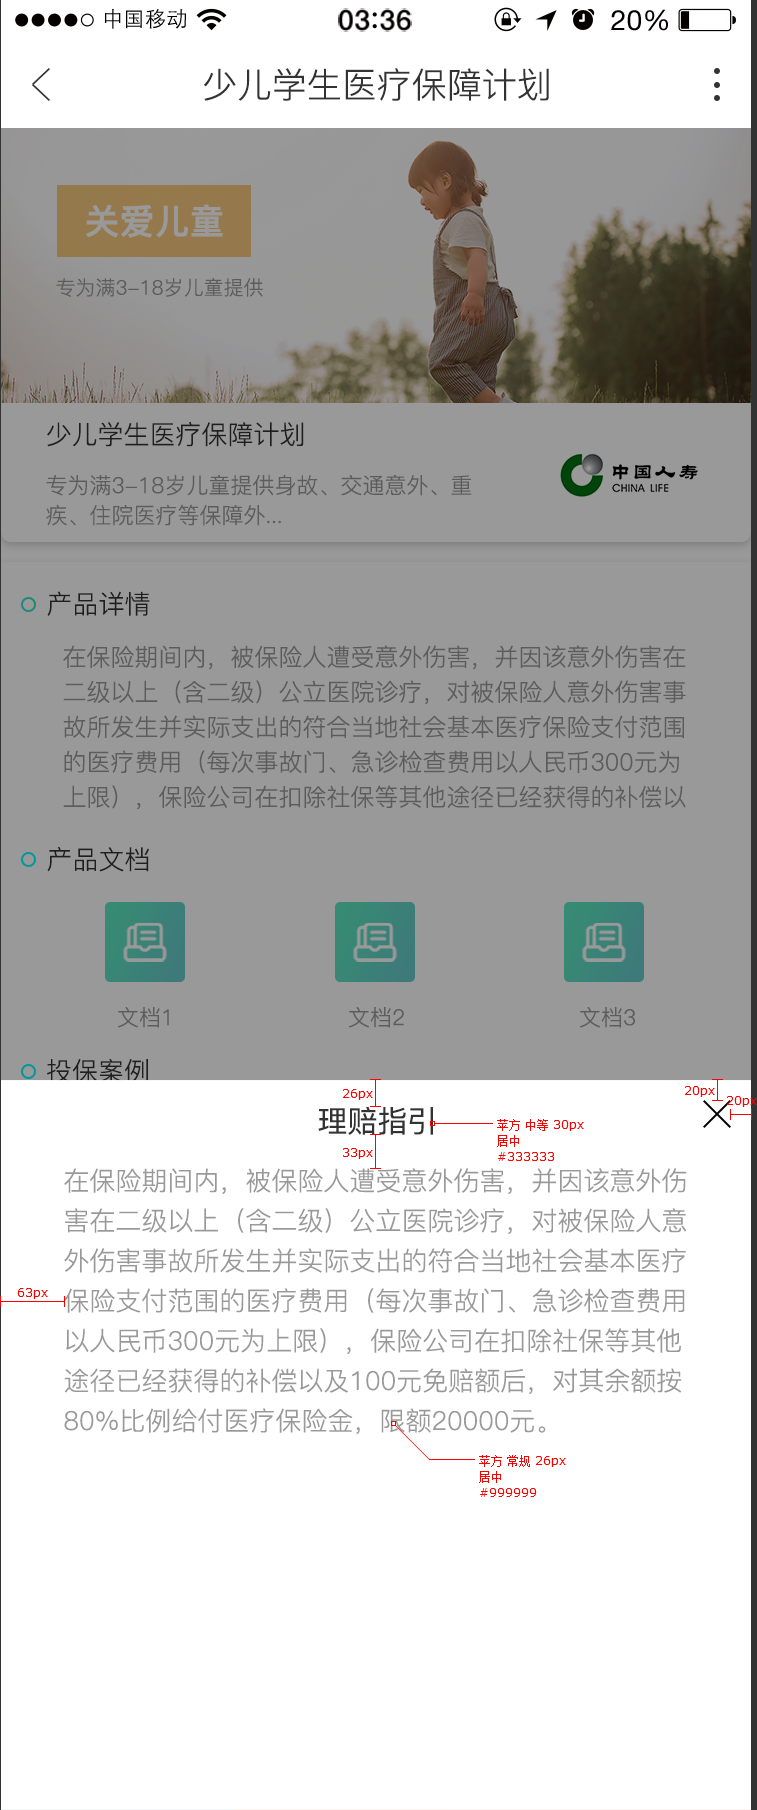 中国移动 03:36 20%
少儿学生医疗保障计划
关爱儿童
专为满3-18岁儿童提供
少儿学生医疗保障计划
专为满3-18岁儿童提供身故、交通意外、重
疾、住院医疗等保障外...
中国人寿
CHINA LIFE
产品详情
在保险期间内，被保险人遭受意外伤害，并因该意外伤害在
二级以上（含二级）公立医院诊疗，对被保险人意外伤害事
故所发生并实际支出的符合当地社会基本医疗保险支付范围
的医疗费用（每次事故门、急诊检查费用以人民币300元为
上限），保险公司在扣除社保等其他途径已经获得的补偿以
产品文档
文档1 文档2 文档3
投保案例
26px
20px
20px
理赔指引
苹方 中等 30px
居中
#333333
33px
在保险期间内，被保险人遭受意外伤害，并因该意外伤
害在二级以上（含二级）公立医院诊疗，对被保险人意
外伤害事故所发生并实际支出的符合当地社会基本医疗
63px
保险支付范围的医疗费用（每次事故门、急诊检查费用
以人民币300元为上限），保险公司在扣除社保等其他
途径已经获得的补偿以及100元免赔额后，对其余额按
80%比例给付医疗保险金，限额20000元。
苹方 常规 26px
居中
#999999